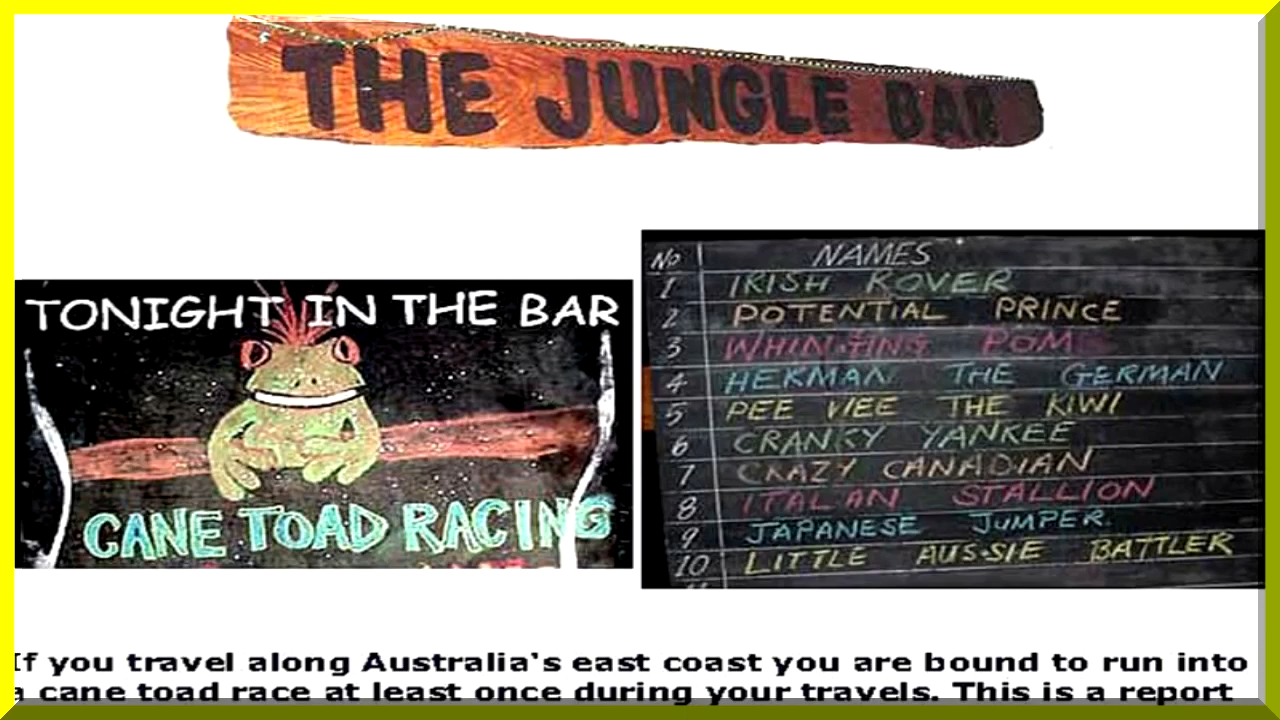 THE JUNGLE BAR
TONIGHT IN THE BAR
CANE TOAD RACING
No NAMES
1 IRISH ROVER
2 POTENTIAL PRINCE
3 WHINGING POM
4 HERMAN THE GERMAN
5 PEE WEE THE KIWI
6 CRANKY YANKEE
7 CRAZY CANADIAN
8 ITALAN STALLION
9 JAPANESE JUMPER.
10 LITTLE AUSSIE BATTLER
If you travel along Australia's east coast you are bound to run into
a cane toad race at least once during your travels. This is a report